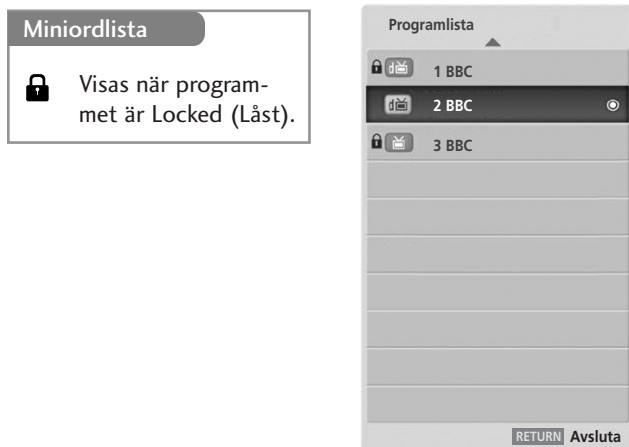 Miniordlista
Visas när program-
met är Locked (Låst).
Programlista
1 BBC
2 BBC
3 BBC
RETURN Avsluta